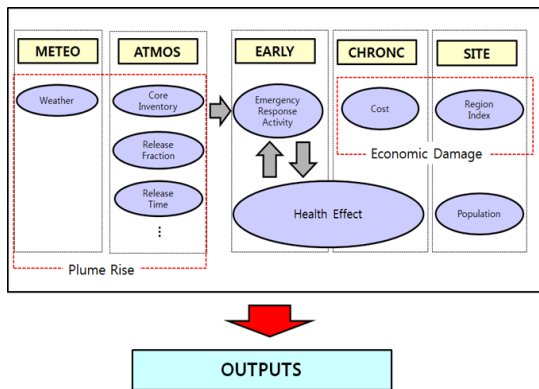 METEO
ATMOS
EARLY
CHRONC
SITE
Weather
Core
Inventory
Release
Fraction
Release
Time
Plume Rise
Emergency
Response
Activity
Cost
Region
Index
Economic Damage
Health Effect
Population
OUTPUTS